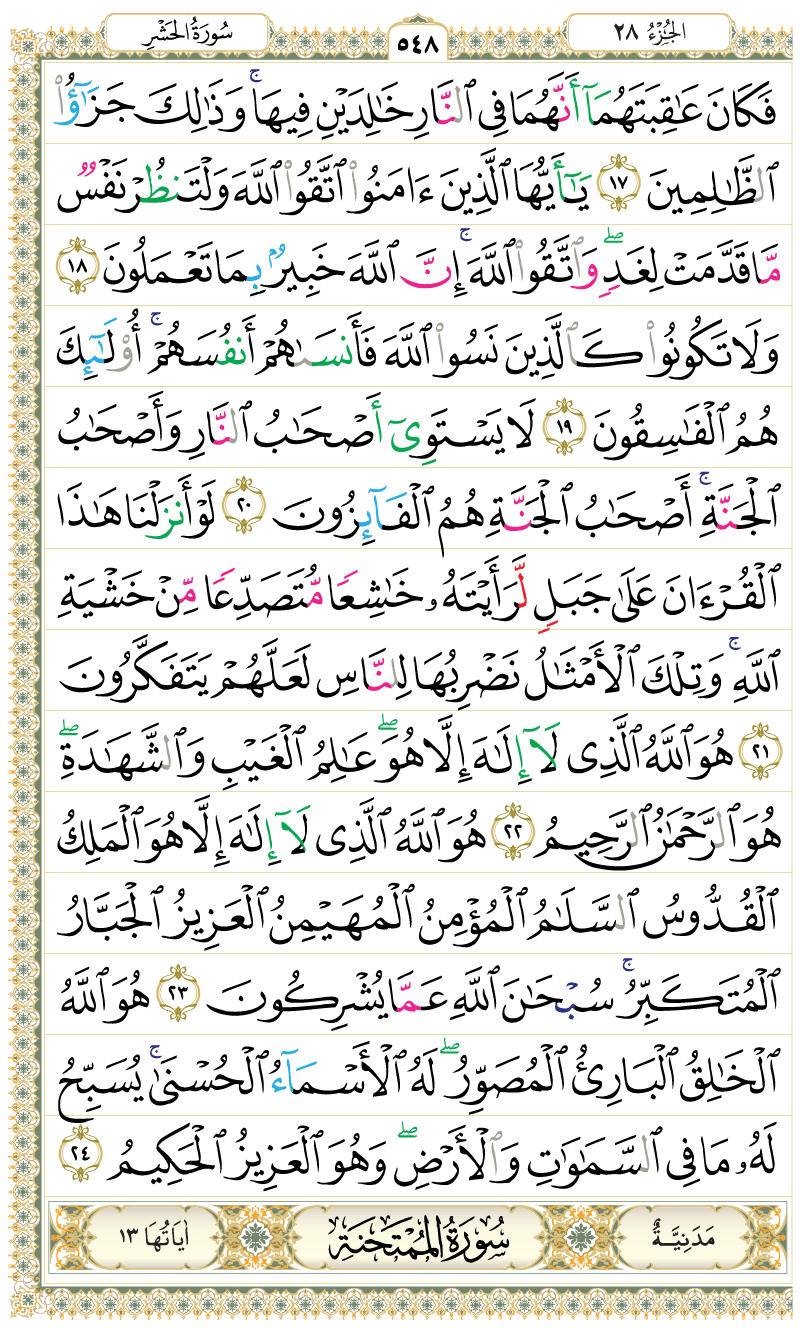 الجُزْءُ ٢٨
٥٤٨
سُورَةُ الحَشْرِ
فَكَانَ عَٰقِبَتَهُمَآ أَنَّهُمَا فِي ٱلنَّارِ خَٰلِدَيْنِ فِيهَاۚ وَذَٰلِكَ جَزَٰٓؤُاْ
ٱلظَّٰلِمِينَ ١٧ يَٰٓأَيُّهَا ٱلَّذِينَ ءَامَنُواْ ٱتَّقُواْ ٱللَّهَ وَلْتَنظُرْ نَفْسٌ
مَّا قَدَّمَتْ لِغَدٍۖ وَٱتَّقُواْ ٱللَّهَۚ إِنَّ ٱللَّهَ خَبِيرُۢ بِمَا تَعْمَلُونَ ١٨
وَلَا تَكُونُواْ كَٱلَّذِينَ نَسُواْ ٱللَّهَ فَأَنسَىٰهُمْ أَنفُسَهُمْۚ أُوْلَٰٓئِكَ
هُمُ ٱلْفَٰسِقُونَ ١٩ لَا يَسْتَوِىٓ أَصْحَٰبُ ٱلنَّارِ وَأَصْحَٰبُ
ٱلْجَنَّةِۚ أَصْحَٰبُ ٱلْجَنَّةِ هُمُ ٱلْفَآئِزُونَ ٢٠ لَوْ أَنزَلْنَا هَٰذَا
ٱلْقُرْءَانَ عَلَىٰ جَبَلٍ لَّرَأَيْتَهُۥ خَٰشِعًا مُّتَصَدِّعًا مِّنْ خَشْيَةِ
ٱللَّهِۚ وَتِلْكَ ٱلْأَمْثَٰلُ نَضْرِبُهَا لِلنَّاسِ لَعَلَّهُمْ يَتَفَكَّرُونَ
٢١ هُوَ ٱللَّهُ ٱلَّذِى لَآ إِلَٰهَ إِلَّا هُوَۖ عَٰلِمُ ٱلْغَيْبِ وَٱلشَّهَٰدَةِۖ
هُوَ ٱلرَّحْمَٰنُ ٱلرَّحِيمُ ٢٢ هُوَ ٱللَّهُ ٱلَّذِى لَآ إِلَٰهَ إِلَّا هُوَ ٱلْمَلِكُ
ٱلْقُدُّوسُ ٱلسَّلَٰمُ ٱلْمُؤْمِنُ ٱلْمُهَيْمِنُ ٱلْعَزِيزُ ٱلْجَبَّارُ
ٱلْمُتَكَبِّرُۚ سُبْحَٰنَ ٱللَّهِ عَمَّا يُشْرِكُونَ ٢٣ هُوَ ٱللَّهُ
ٱلْخَٰلِقُ ٱلْبَارِئُ ٱلْمُصَوِّرُۖ لَهُ ٱلْأَسْمَآءُ ٱلْحُسْنَىٰۚ يُسَبِّحُ
لَهُۥ مَا فِي ٱلسَّمَٰوَٰتِ وَٱلْأَرْضِۖ وَهُوَ ٱلْعَزِيزُ ٱلْحَكِيمُ ٢٤
مَدَنِيَّةٌ
سُورَةُ المُمْتَحَنَةِ
اٰيَاتُهَا ١٣